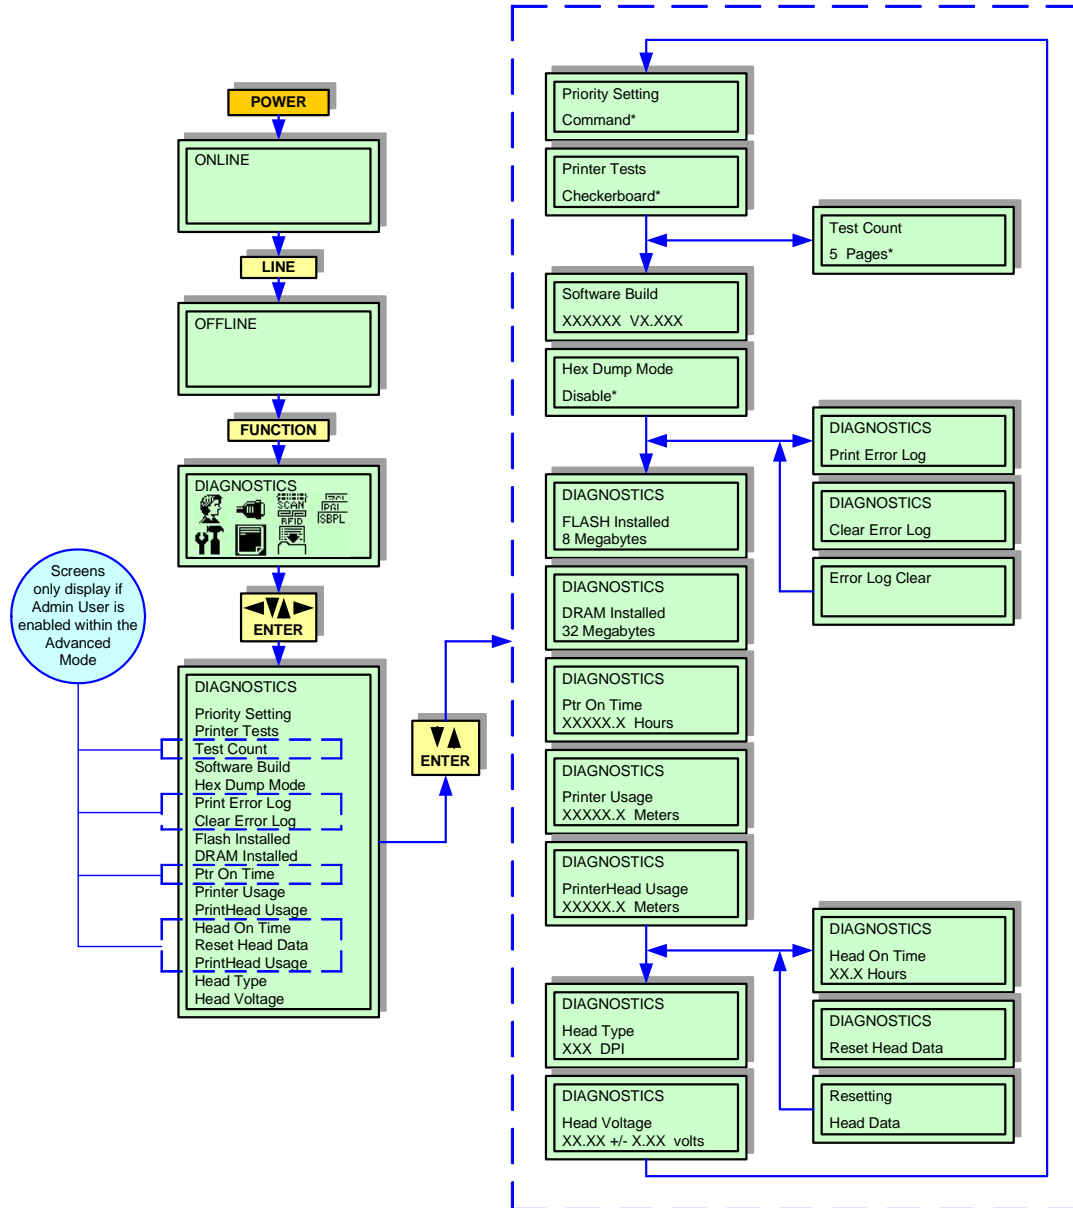 POWER
ONLINE
LINE
OFFLINE
FUNCTION
DIAGNOSTICS
SCAN
RFID
PGL
SBPL
ENTER
Screens
only display if
Admin User is
enabled within the
Advanced
Mode
DIAGNOSTICS
Priority Setting
Printer Tests
Test Count
Software Build
Hex Dump Mode
Print Error Log
Clear Error Log
Flash Installed
DRAM Installed
Ptr On Time
Printer Usage
PrintHead Usage
Head On Time
Reset Head Data
PrintHead Usage
Head Type
Head Voltage
ENTER
Priority Setting
Command*
Printer Tests
Checkerboard*
Test Count
5 Pages*
Software Build
XXXXXX VX.XXX
Hex Dump Mode
Disable*
DIAGNOSTICS
Print Error Log
DIAGNOSTICS
Clear Error Log
Error Log Clear
DIAGNOSTICS
FLASH Installed
8 Megabytes
DIAGNOSTICS
DRAM Installed
32 Megabytes
DIAGNOSTICS
Ptr On Time
XXXXX.X Hours
DIAGNOSTICS
Printer Usage
XXXXX.X Meters
DIAGNOSTICS
PrinterHead Usage
XXXXX.X Meters
DIAGNOSTICS
Head On Time
XX.X Hours
DIAGNOSTICS
Reset Head Data
Resetting
Head Data
DIAGNOSTICS
Head Type
XXX DPI
DIAGNOSTICS
Head Voltage
XX.XX +/- X.XX volts